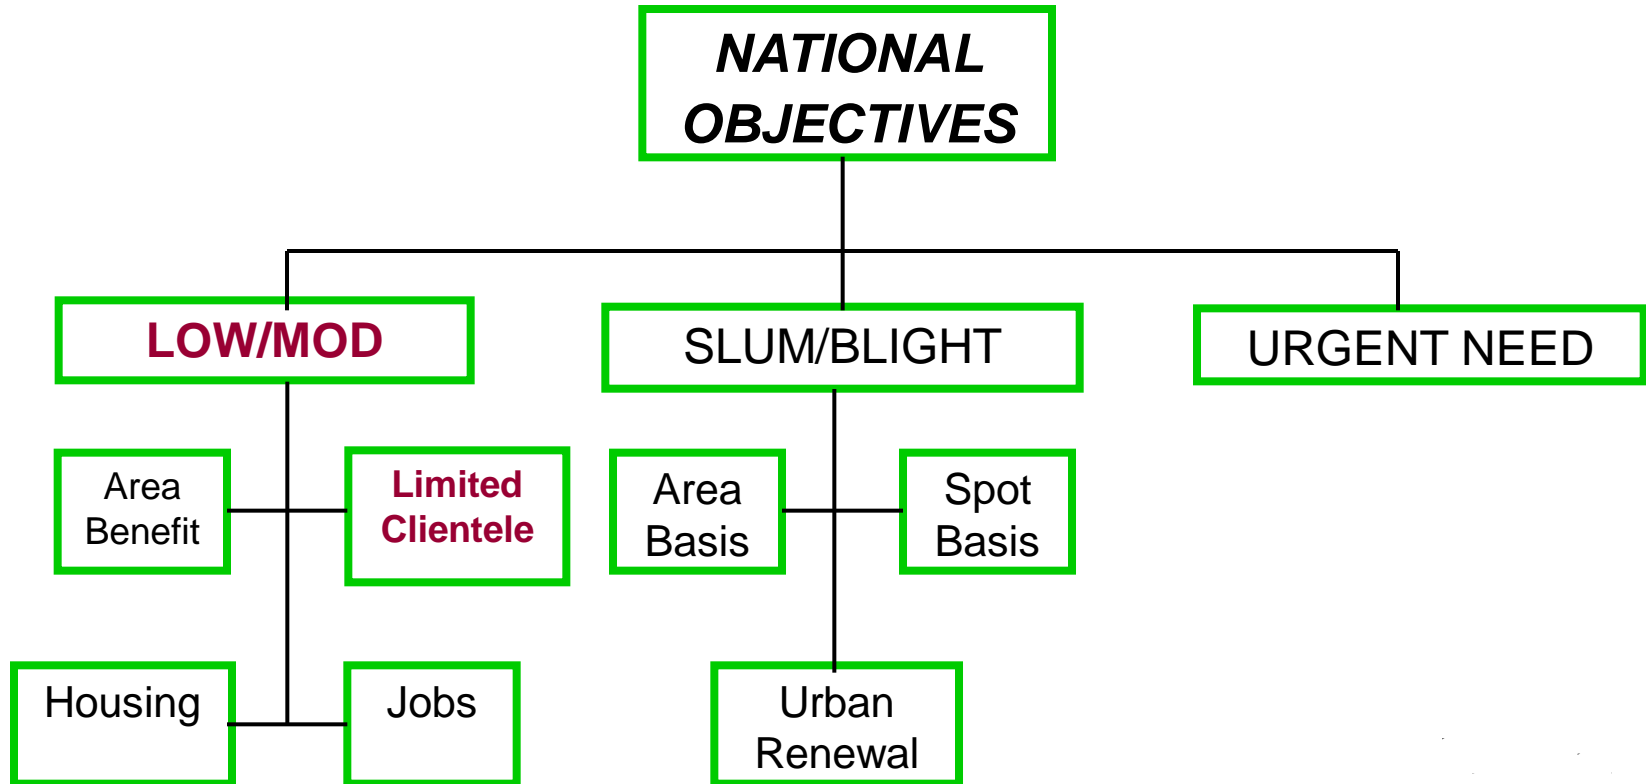 NATIONAL
OBJECTIVES
LOW/MOD
SLUM/BLIGHT
URGENT NEED
Area
Benefit
Limited
Clientele
Area
Basis
Spot
Basis
Housing
Jobs
Urban
Renewal